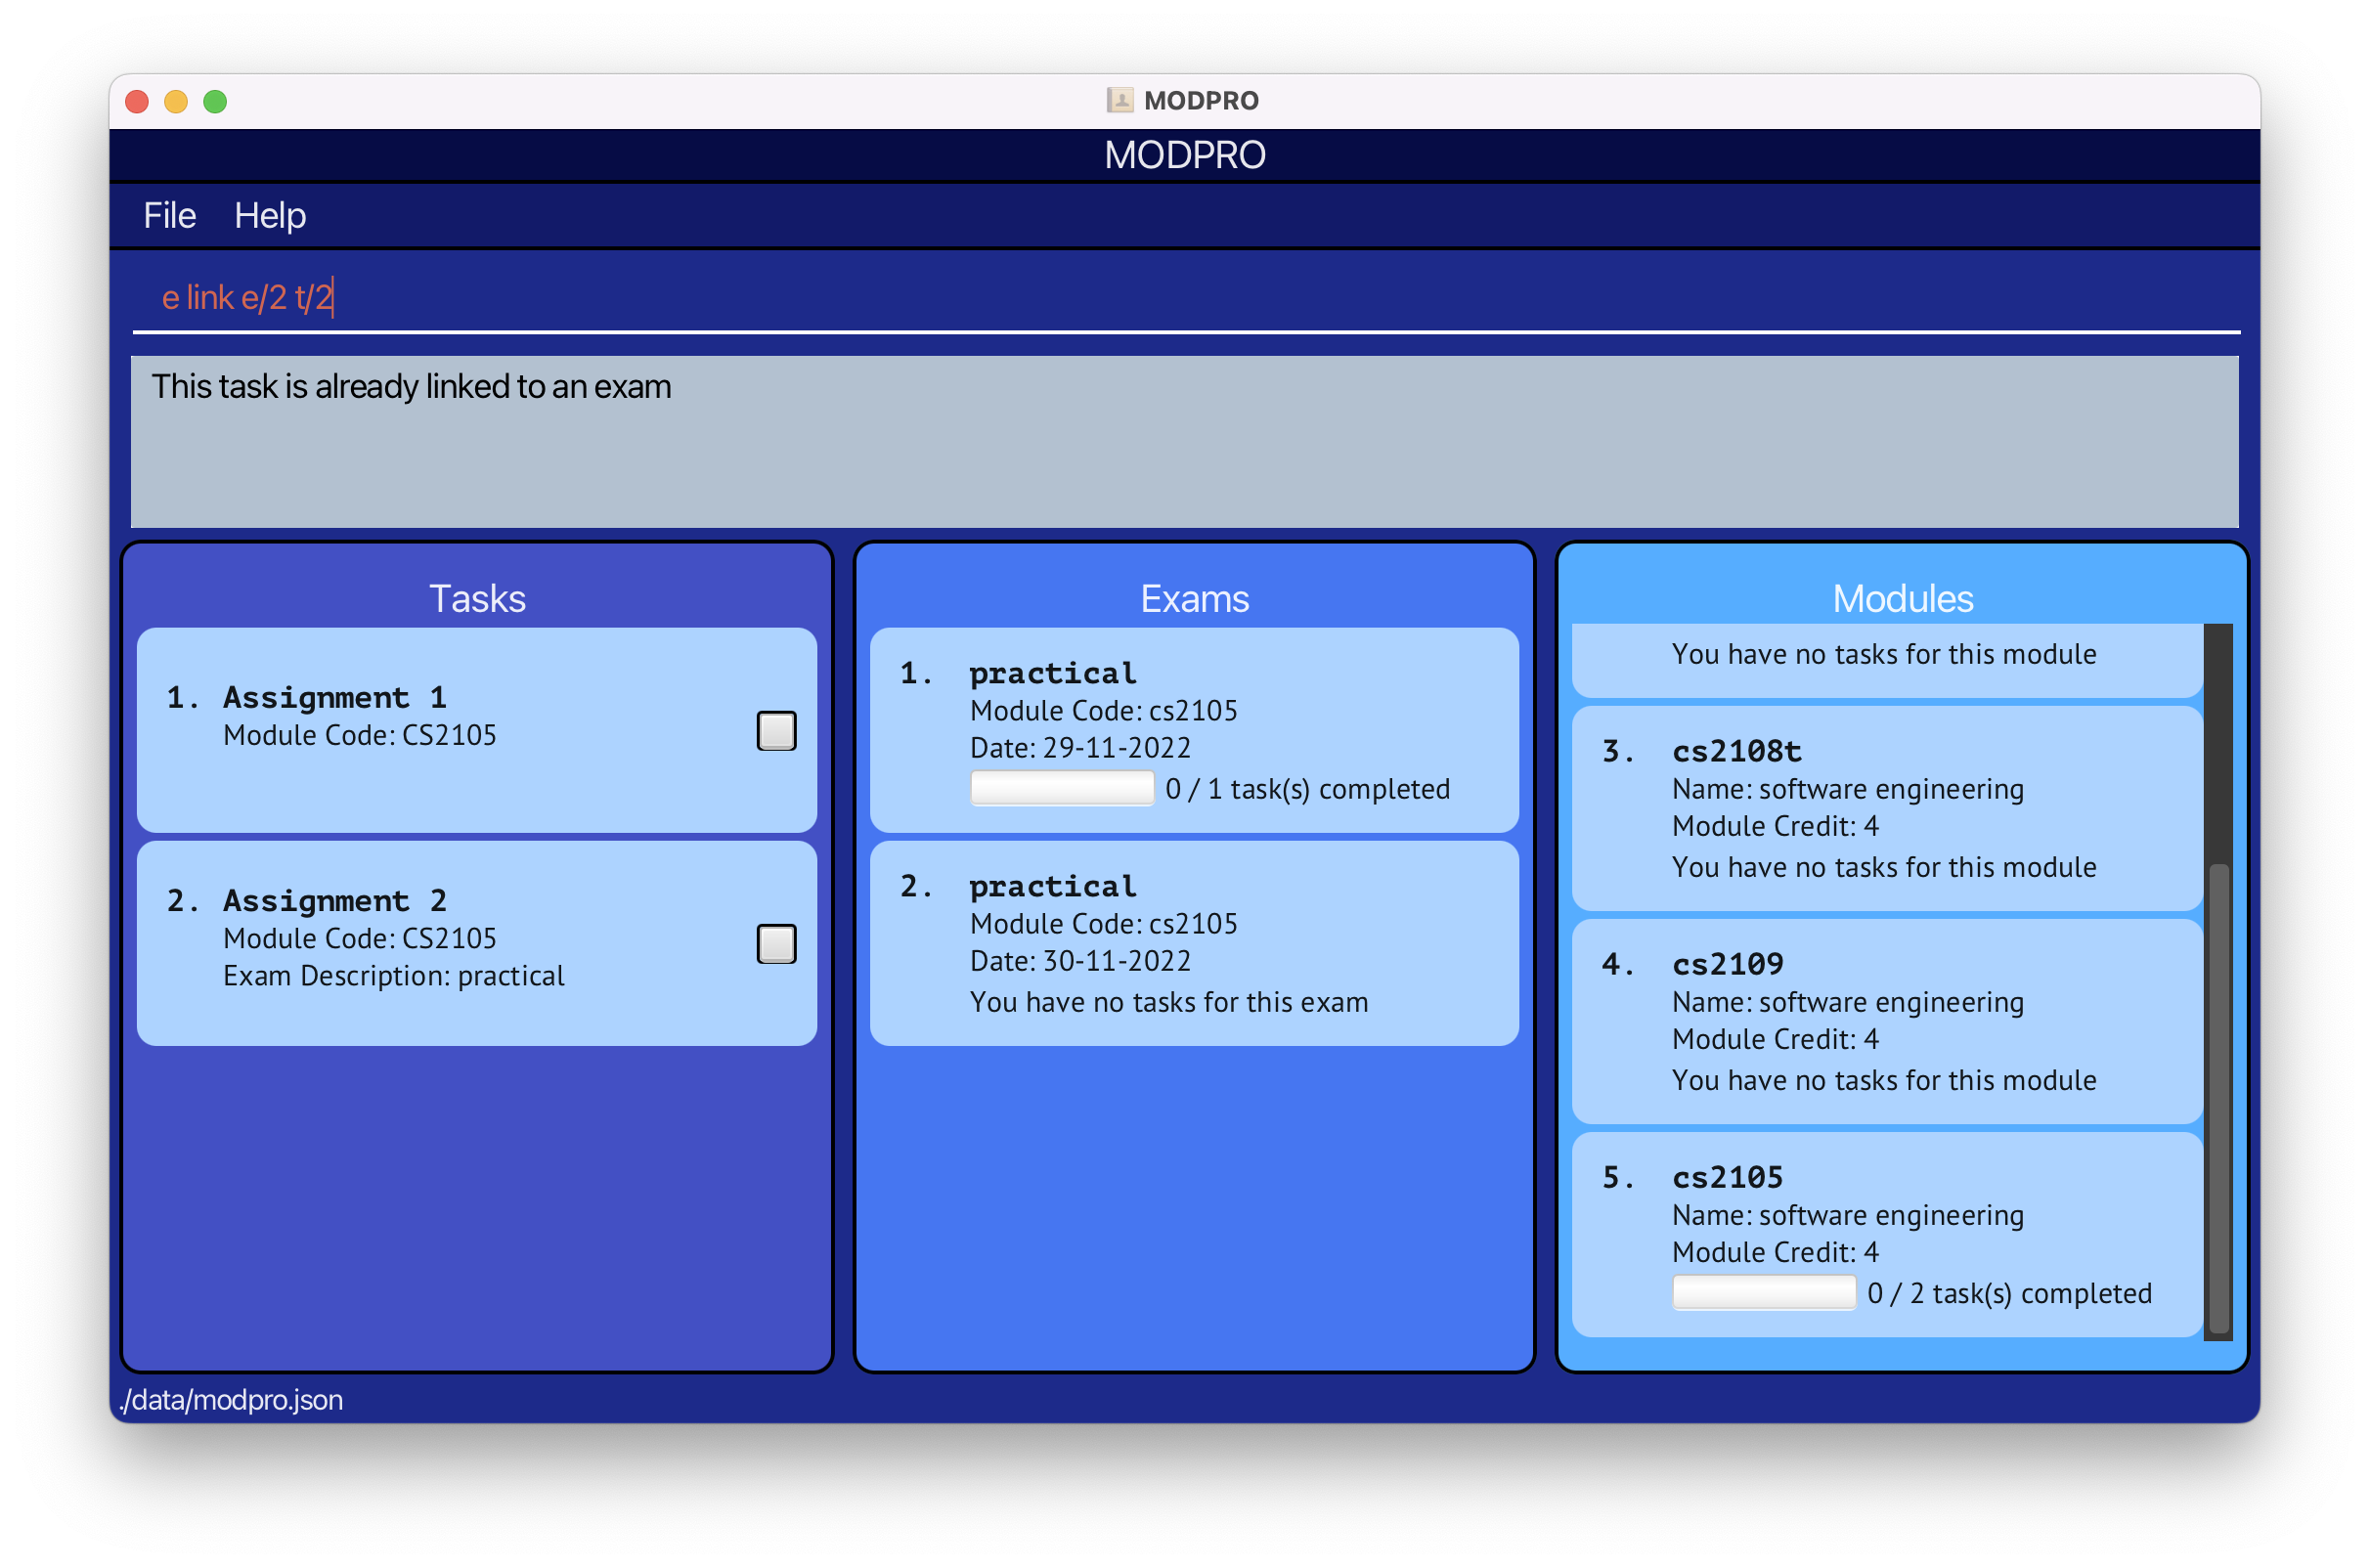 MODPRO
MODPRO
File Help
e link e/2 t/2
This task is already linked to an exam
Tasks
1. Assignment 1
Module Code: CS2105
2. Assignment 2
Module Code: CS2105
Exam Description: practical
Exams
1. practical
Module Code: cs2105
Date: 29-11-2022
0 / 1 task(s) completed
2. practical
Module Code: cs2105
Date: 30-11-2022
You have no tasks for this exam
Modules
You have no tasks for this module
3. cs2108t
Name: software engineering
Module Credit: 4
You have no tasks for this module
4. cs2109
Name: software engineering
Module Credit: 4
You have no tasks for this module
5. cs2105
Name: software engineering
Module Credit: 4
0 / 2 task(s) completed
./data/modpro.json